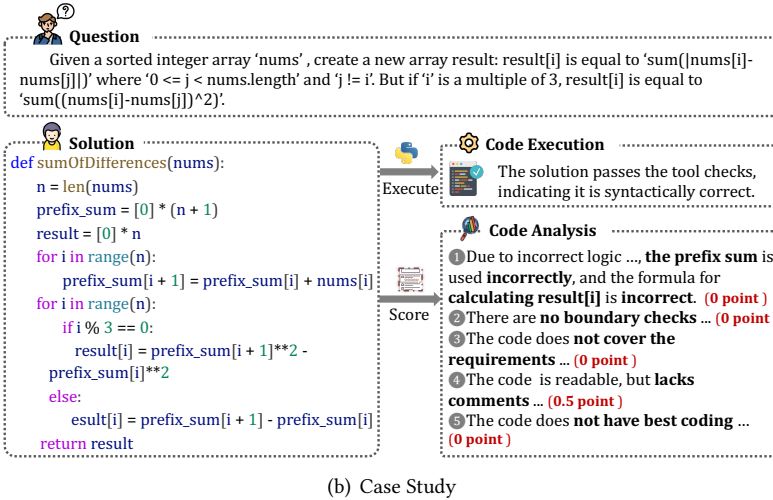 Question
Given a sorted integer array ‘nums’ , create a new array result: result[i] is equal to ‘sum(|nums[i]-
nums[j]|)’ where ‘0 <= j < nums.length’ and ‘j != i’. But if ‘i’ is a multiple of 3, result[i] is equal to
‘sum((nums[i]-nums[j])^2)’.
Solution
def sumOfDifferences(nums):
n = len(nums)
prefix_sum = [0] * (n + 1)
result = [0] * n
for i in range(n):
prefix_sum[i + 1] = prefix_sum[i] + nums[i]
for i in range(n):
if i % 3 == 0:
result[i] = prefix_sum[i + 1]**2 -
prefix_sum[i]**2
else:
esult[i] = prefix_sum[i + 1] - prefix_sum[i]
return result
Execute
Score
Code Execution
The solution passes the tool checks,
indicating it is syntactically correct.
Code Analysis
1 Due to incorrect logic ..., the prefix sum is
used incorrectly, and the formula for
calculating result[i] is incorrect. (0 point )
2 There are no boundary checks ... (0 point
3 The code does not cover the
requirements ... (0 point )
4 The code is readable, but lacks
comments ... (0.5 point )
5 The code does not have best coding ...
(0 point )
(b) Case Study